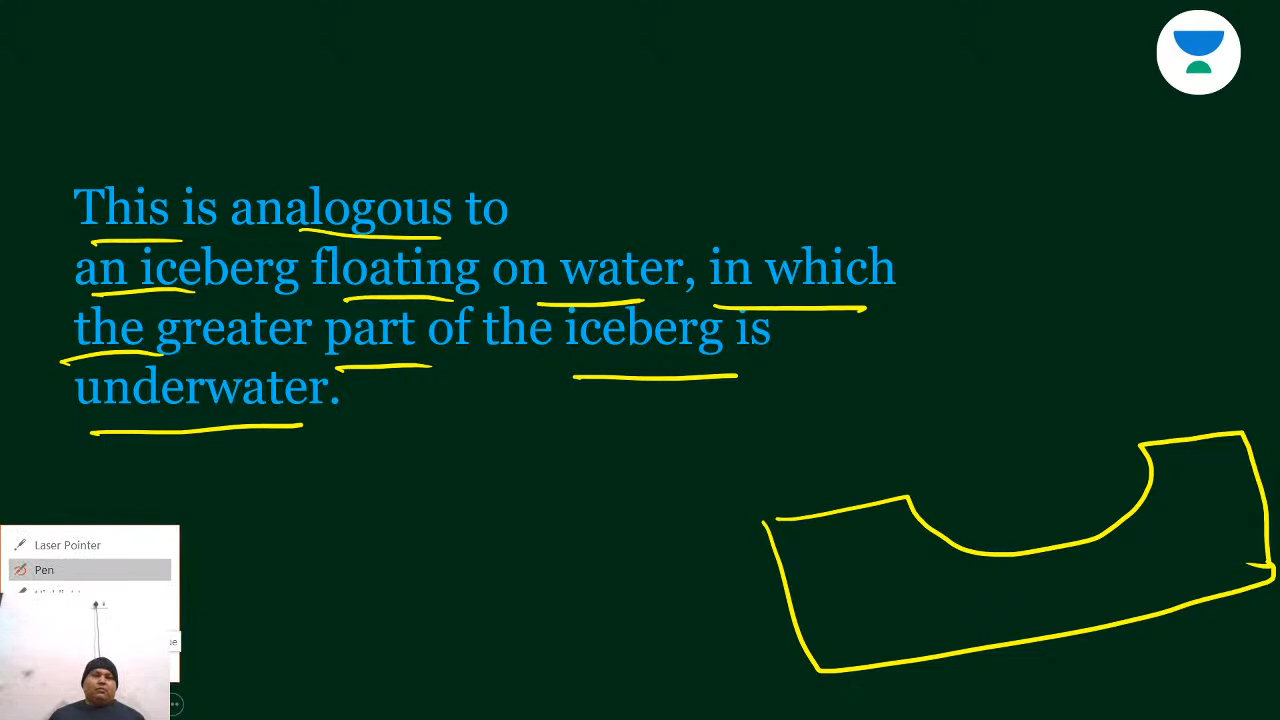 This is analogous to
an iceberg floating on water, in which
the greater part of the iceberg is
underwater.
Laser Pointer
Pen